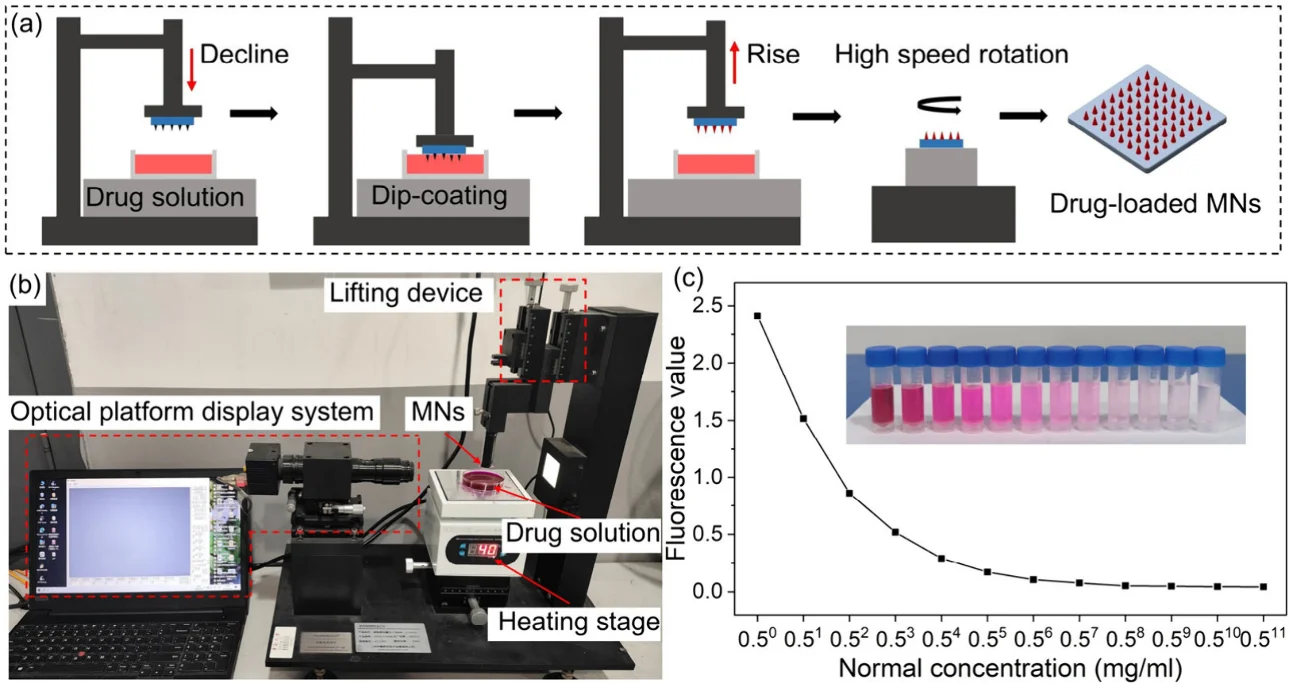 (a)
Decline
Rise
High speed rotation
Drug solution
Dip-coating
Drug-loaded MNs
(b)
Lifting device
Optical platform display system
MNs
Drug solution
40
Heating stage
(c)
Fluorescence value
2.5
2.0
1.5
1.0
0.5
0.0
0.5⁰ 0.5¹ 0.5² 0.5³ 0.5⁴ 0.5⁵ 0.5⁶ 0.5⁷ 0.5⁸ 0.5⁹ 0.5¹⁰ 0.5¹¹
Normal concentration (mg/ml)